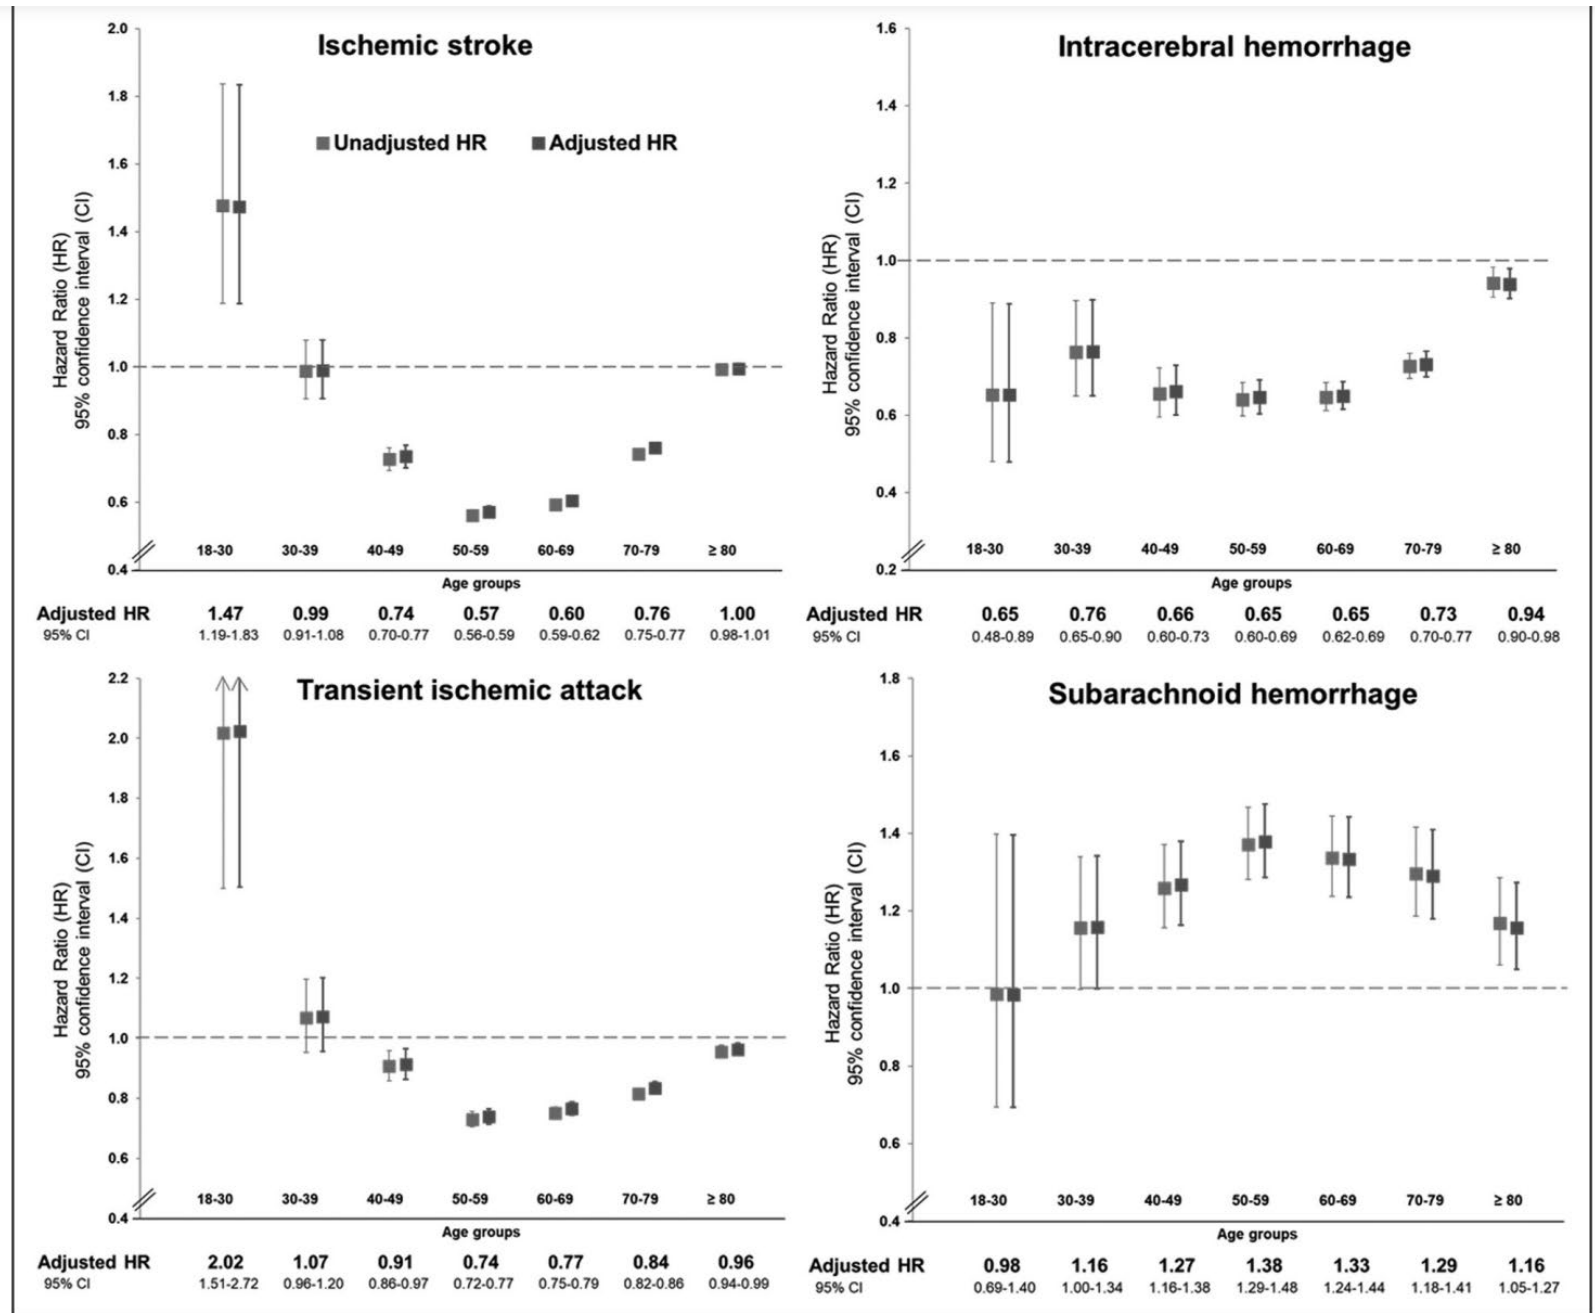 Ischemic stroke
Unadjusted HR Adjusted HR
Hazard Ratio (HR)
95% confidence interval (CI)
2.0
1.8
1.6
1.4
1.2
1.0
0.8
0.6
0.4
18-30 30-39 40-49 50-59 60-69 70-79 ≥ 80
Age groups
Adjusted HR 1.47 0.99 0.74 0.57 0.60 0.76 1.00
95% CI 1.19-1.83 0.91-1.08 0.70-0.77 0.56-0.59 0.59-0.62 0.75-0.77 0.98-1.01
Intracerebral hemorrhage
Hazard Ratio (HR)
95% confidence interval (CI)
1.6
1.4
1.2
1.0
0.8
0.6
0.4
0.2
18-30 30-39 40-49 50-59 60-69 70-79 ≥ 80
Age groups
Adjusted HR 0.65 0.76 0.66 0.65 0.65 0.73 0.94
95% CI 0.48-0.89 0.65-0.90 0.60-0.73 0.60-0.69 0.62-0.69 0.70-0.77 0.90-0.98
Transient ischemic attack
Hazard Ratio (HR)
95% confidence interval (CI)
2.2
2.0
1.8
1.6
1.4
1.2
1.0
0.8
0.6
0.4
18-30 30-39 40-49 50-59 60-69 70-79 ≥ 80
Age groups
Adjusted HR 2.02 1.07 0.91 0.74 0.77 0.84 0.96
95% CI 1.51-2.72 0.96-1.20 0.86-0.97 0.72-0.77 0.75-0.79 0.82-0.86 0.94-0.99
Subarachnoid hemorrhage
Hazard Ratio (HR)
95% confidence interval (CI)
1.8
1.6
1.4
1.2
1.0
0.8
0.6
0.4
18-30 30-39 40-49 50-59 60-69 70-79 ≥ 80
Age groups
Adjusted HR 0.98 1.16 1.27 1.38 1.33 1.29 1.16
95% CI 0.69-1.40 1.00-1.34 1.16-1.38 1.29-1.48 1.24-1.44 1.18-1.41 1.05-1.27